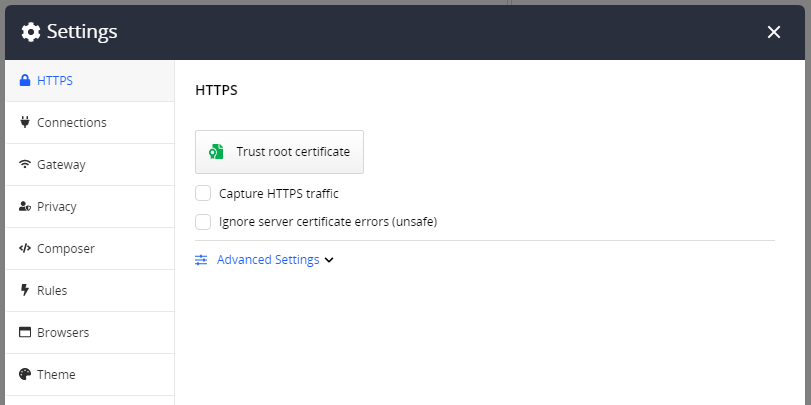 Settings
HTTPS
Connections
Gateway
Privacy
Composer
Rules
Browsers
Theme
HTTPS
Trust root certificate
Capture HTTPS traffic
Ignore server certificate errors (unsafe)
Advanced Settings